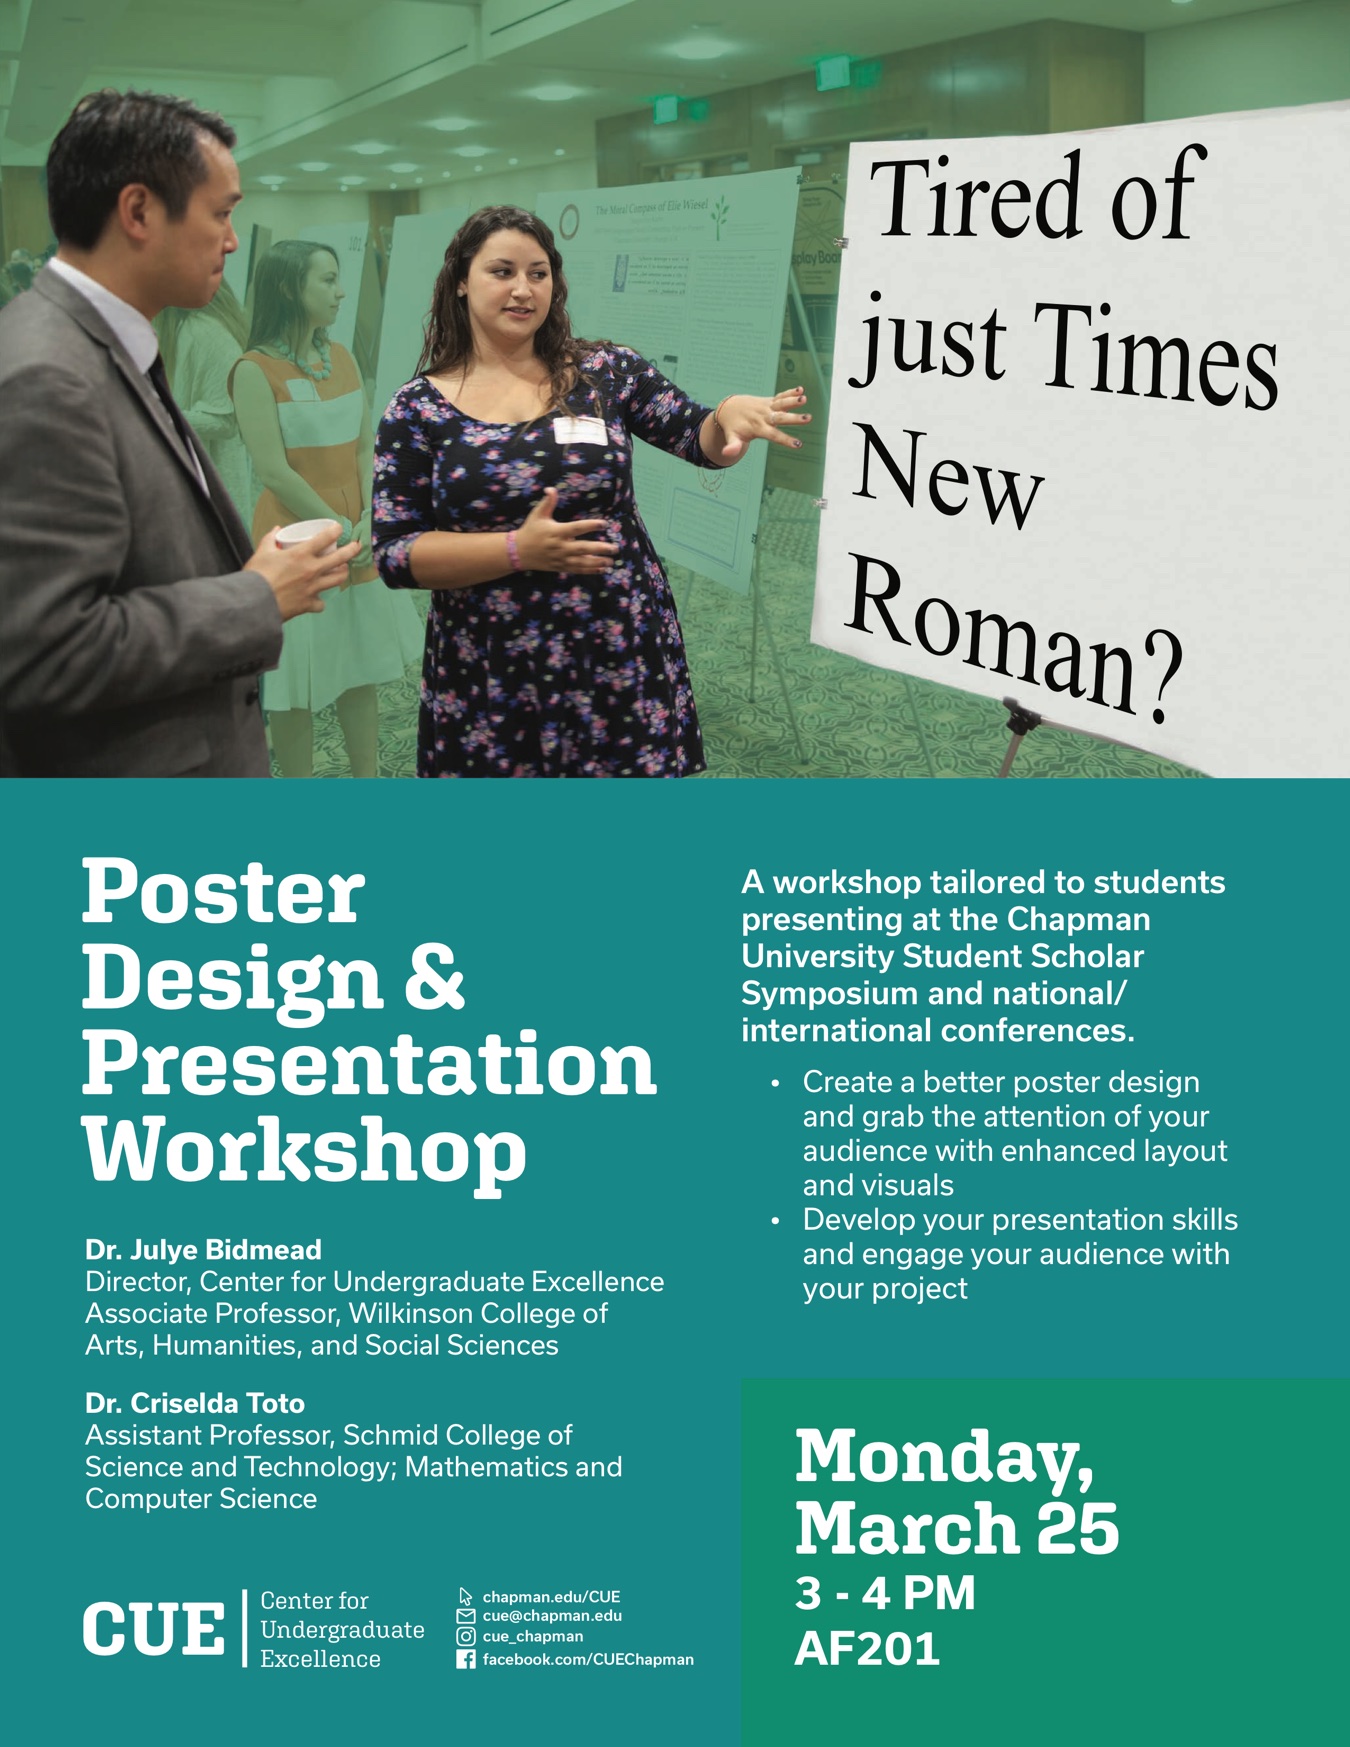 101
The Moral Compass of Elie Wiesel
Tired of
just Times
New
Roman?
Poster
Design &
Presentation
Workshop
Dr. Julye Bidmead
Director, Center for Undergraduate Excellence
Associate Professor, Wilkinson College of
Arts, Humanities, and Social Sciences
Dr. Criselda Toto
Assistant Professor, Schmid College of
Science and Technology; Mathematics and
Computer Science
CUE
Center for
Undergraduate
Excellence
chapman.edu/CUE
cue@chapman.edu
cue_chapman
facebook.com/CUEChapman
A workshop tailored to students
presenting at the Chapman
University Student Scholar
Symposium and national/
international conferences.
• Create a better poster design
and grab the attention of your
audience with enhanced layout
and visuals
• Develop your presentation skills
and engage your audience with
your project
Monday,
March 25
3 - 4 PM
AF201